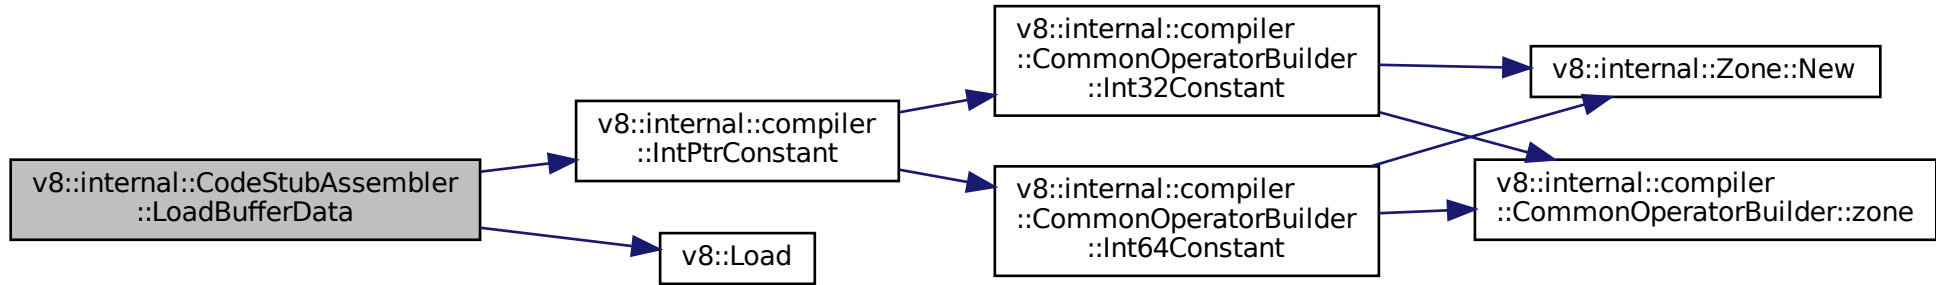 v8::internal::CodeStubAssembler
::LoadBufferData
v8::internal::compiler
::IntPtrConstant
v8::Load
v8::internal::compiler
::CommonOperatorBuilder
::Int32Constant
v8::internal::compiler
::CommonOperatorBuilder
::Int64Constant
v8::internal::Zone::New
v8::internal::compiler
::CommonOperatorBuilder::zone